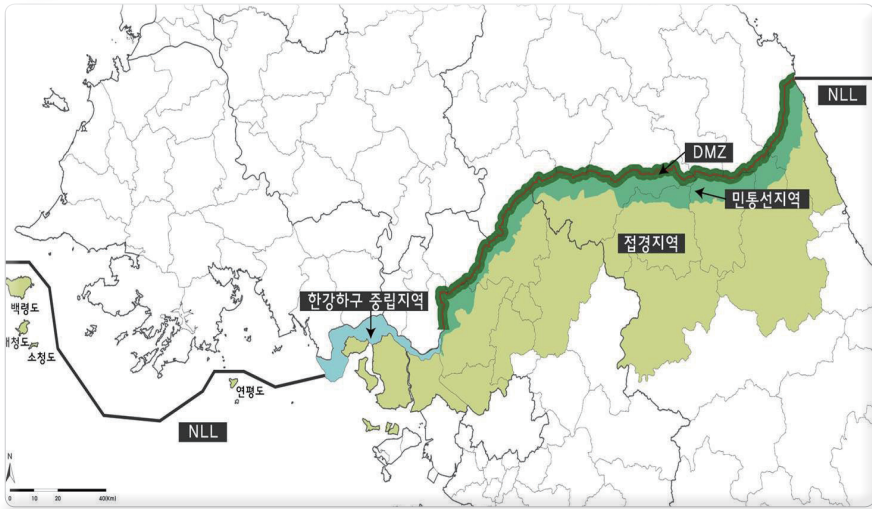 NLL
DMZ
민통선지역
접경지역
한강하구 중립지역
백령도
대청도
소청도
연평도
NLL
N
0 10 20 40(Km)